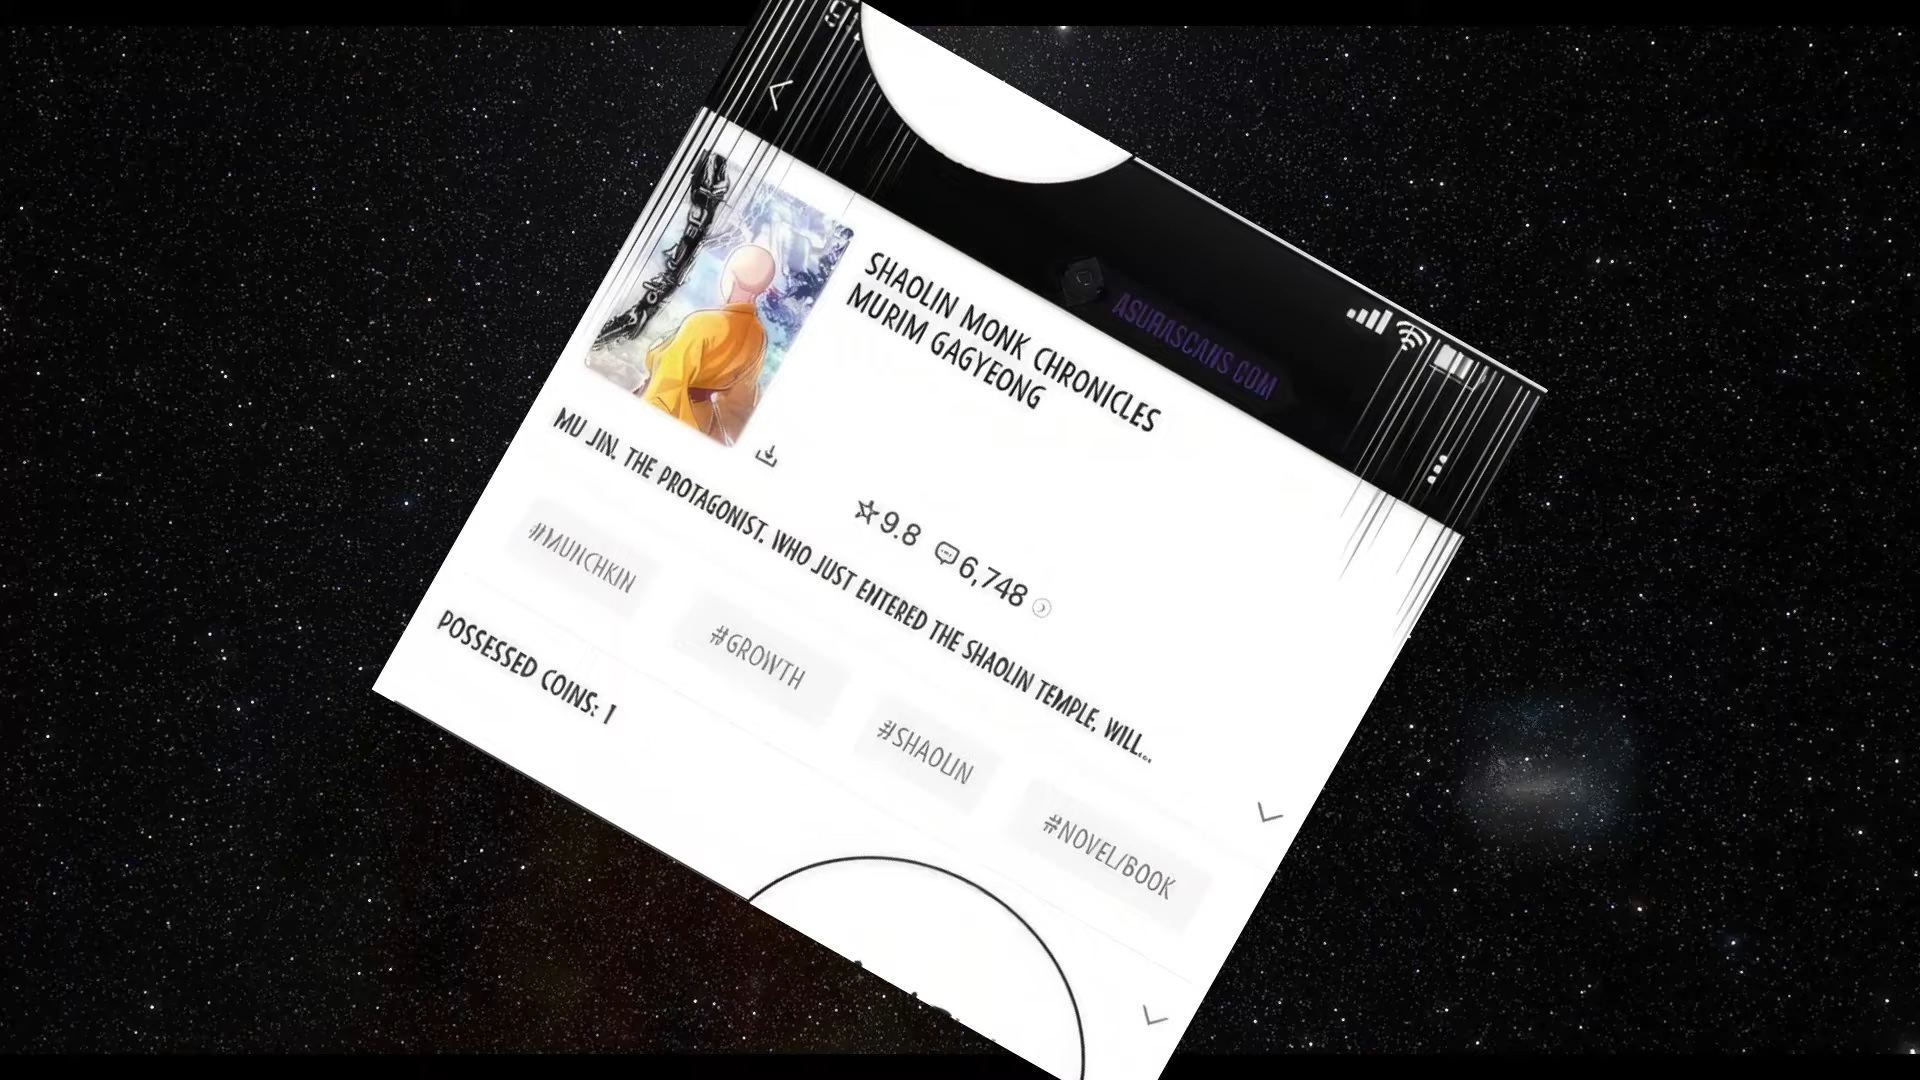 ASURASCANS.COM
SHAOLIN MONK CHRONICLES
MURIM GAGYEONG
9.8 6,748
MU JIN, THE PROTAGONIST, WHO JUST ENTERED THE SHAOLIN TEMPLE, WILL...
#MUNCHKIN #GROWTH #SHAOLIN #NOVEL/BOOK
POSSESSED COINS: 1